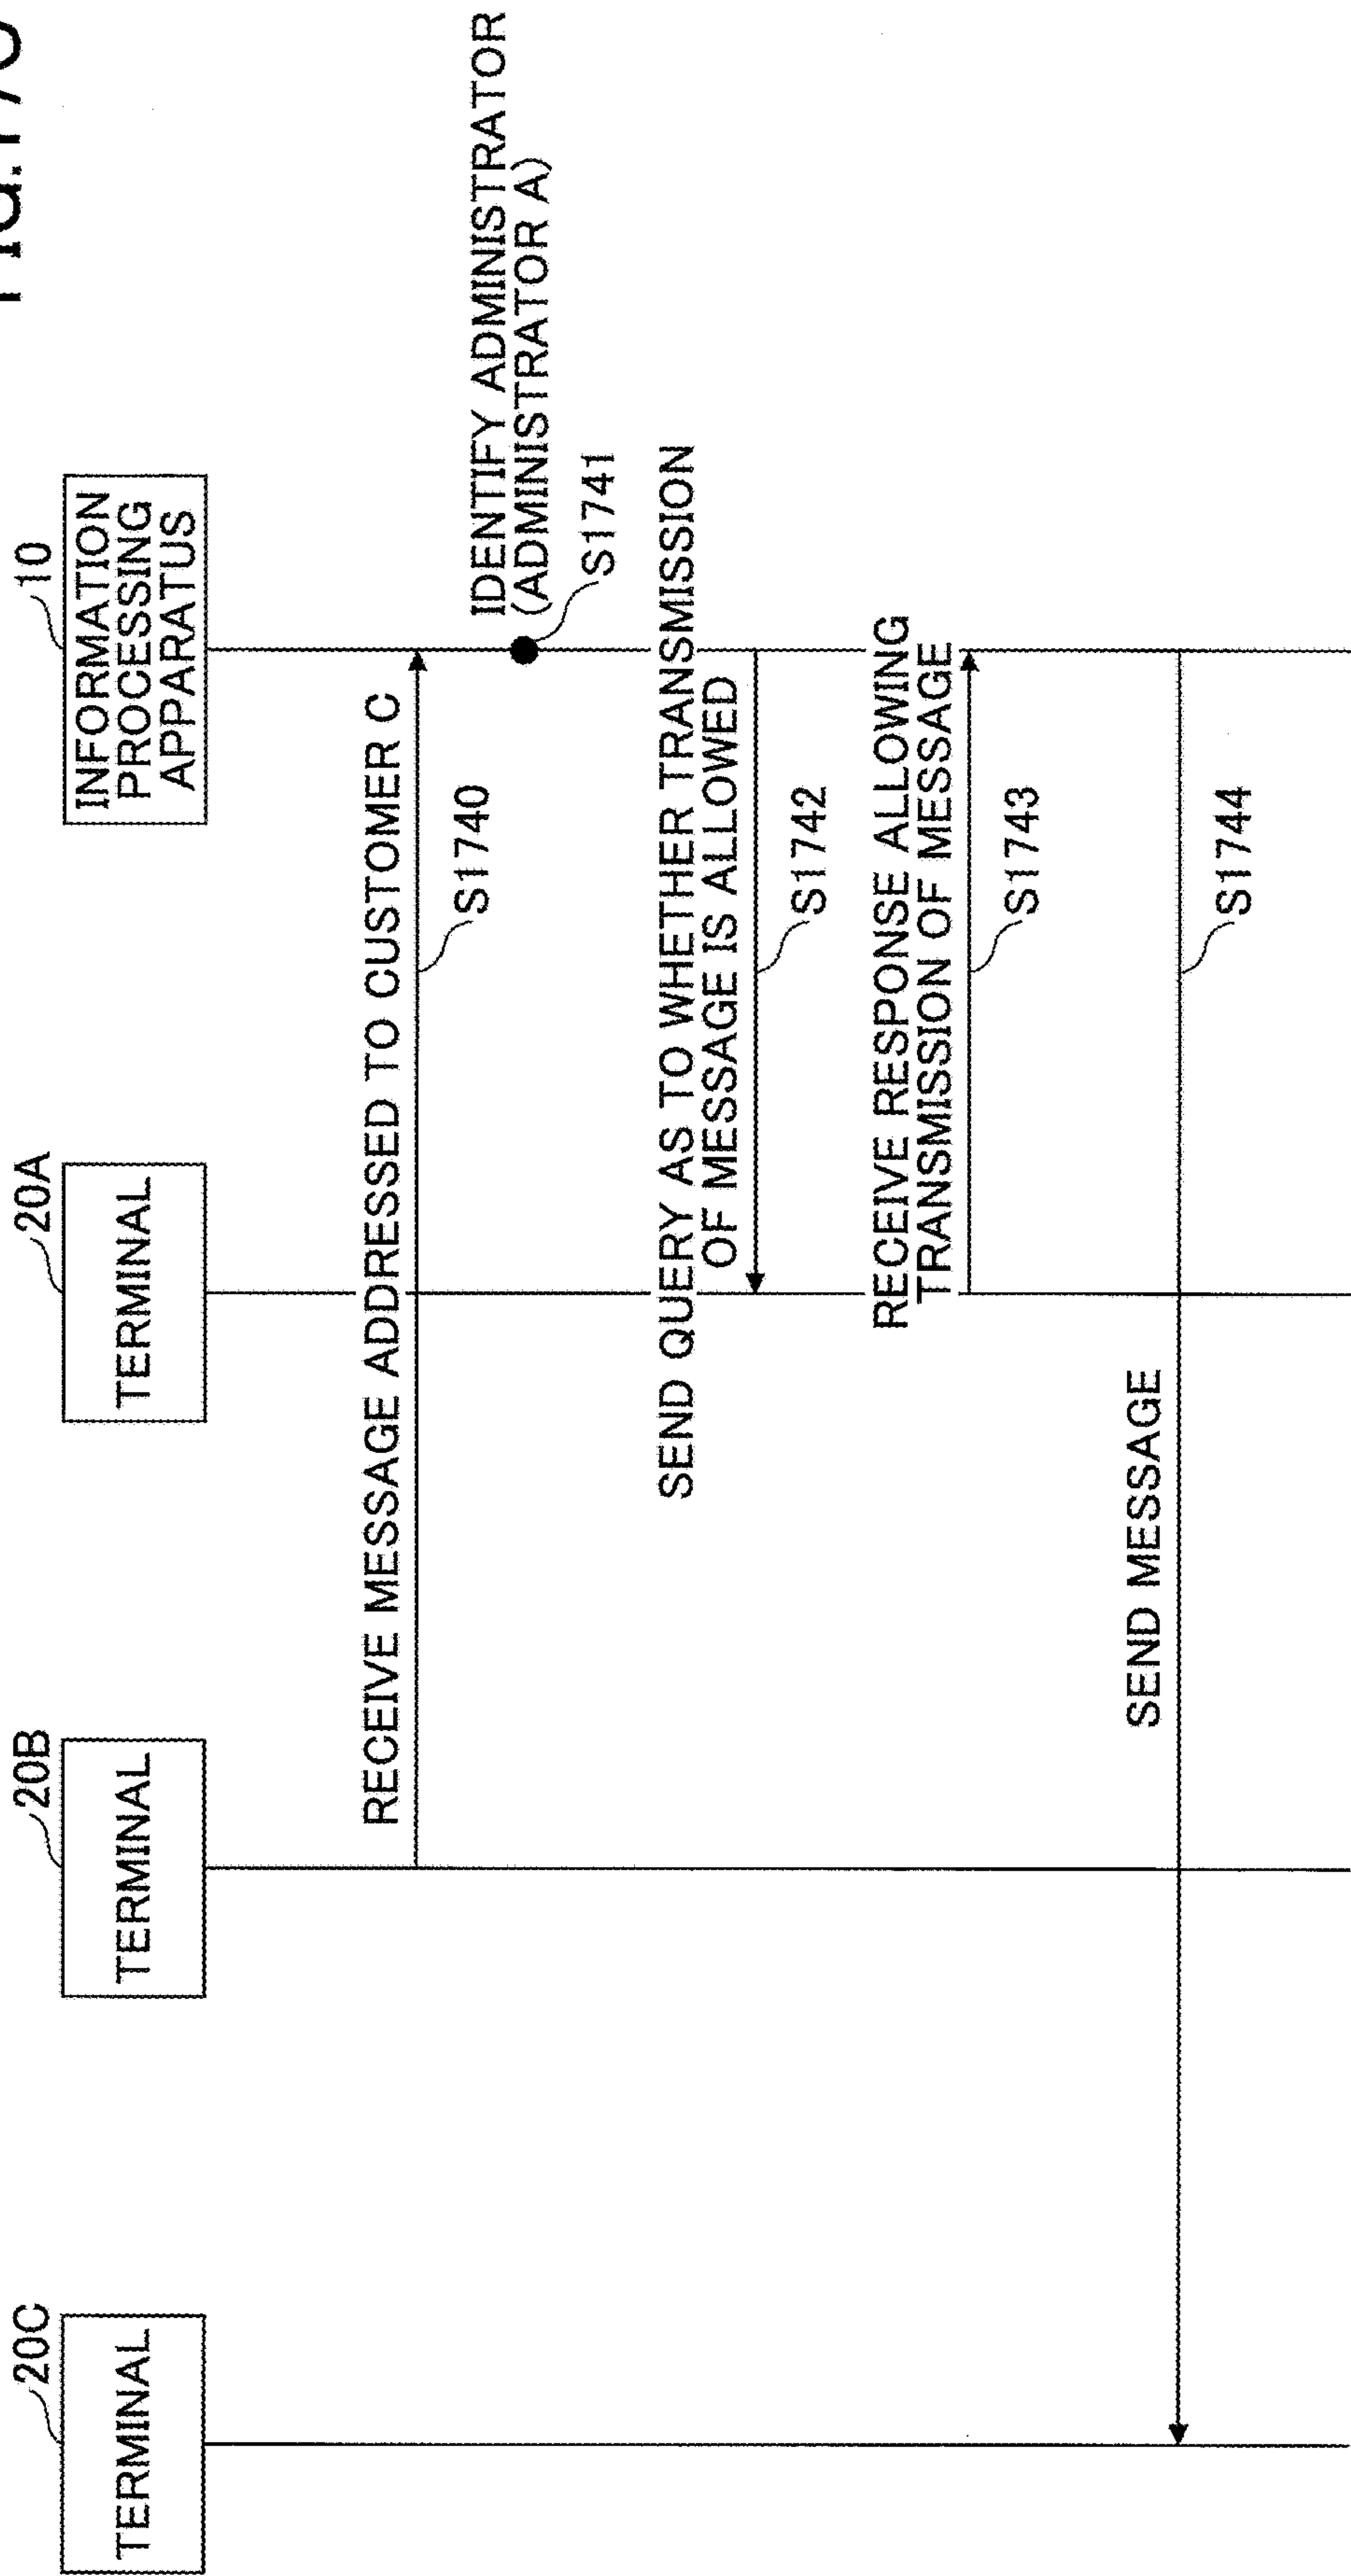 20C
20B
20A
10
TERMINAL
TERMINAL
TERMINAL
INFORMATION
PROCESSING
APPARATUS
RECEIVE MESSAGE ADDRESSED TO CUSTOMER C
S1740
IDENTIFY ADMINISTRATOR
(ADMINISTRATOR A)
S1741
SEND QUERY AS TO WHETHER TRANSMISSION
OF MESSAGE IS ALLOWED
S1742
RECEIVE RESPONSE ALLOWING
TRANSMISSION OF MESSAGE
S1743
SEND MESSAGE
S1744